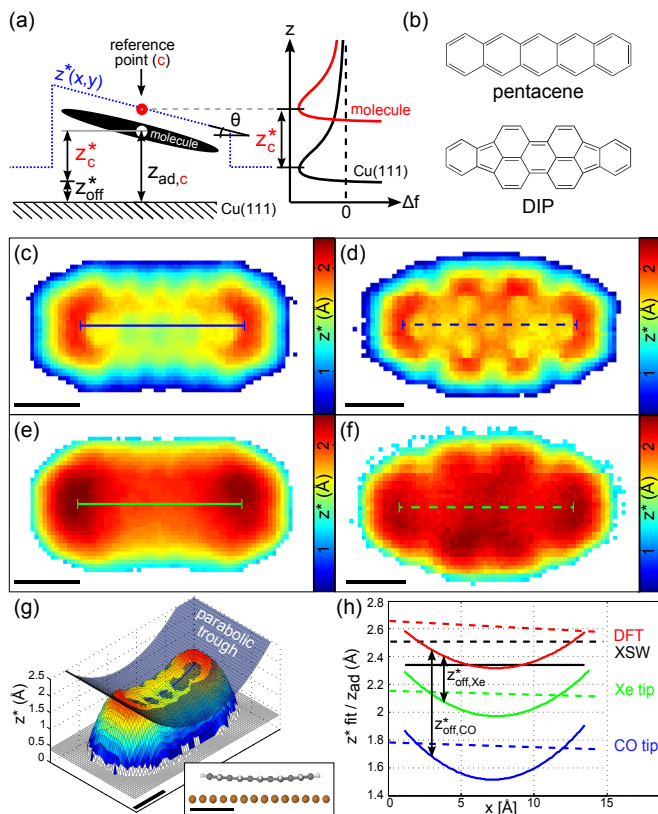 (a)
z
reference
point (c)
z*(x,y)
molecule
θ
z*c
z*off
zad,c
Cu(111)
z*c
molecule
Cu(111)
0
Δf
(b)
pentacene
DIP
(c)
2
1
z* (Å)
(d)
2
1
z* (Å)
(e)
2
1
z* (Å)
(f)
2
1
z* (Å)
(g)
parabolic
trough
z* (Å)
2.5
2
1.5
1
0.5
0
(h)
z* fit / zad (Å)
2.8
2.6
2.4
2.2
2
1.8
1.6
1.4
DFT
XSW
z*off,Xe
Xe tip
z*off,CO
CO tip
0 5 10 15
x [Å]